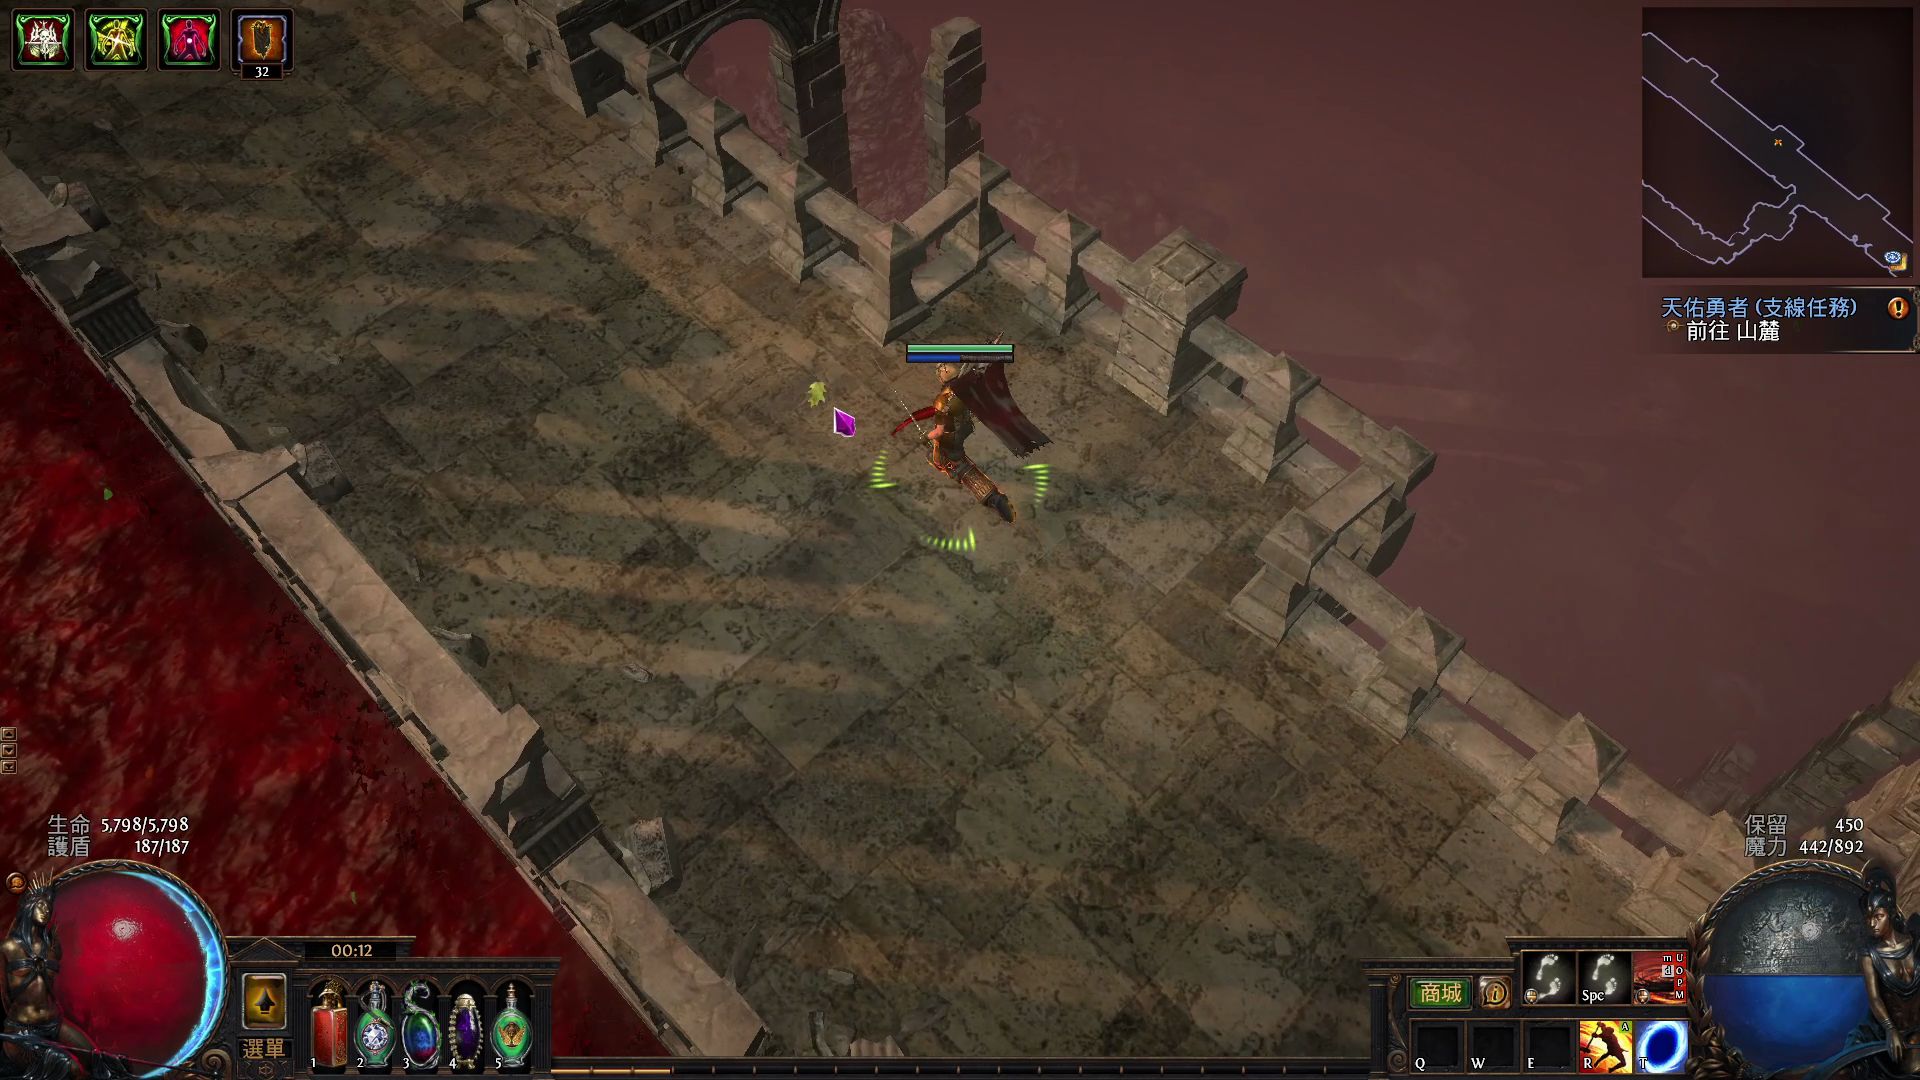 32
天佑勇者 (支線任務)
前往 山麓
生命 5,798/5,798
護盾 187/187
保留 450
魔力 442/892
00:12
選單
1
2
3
4
5
商城
Spc
m U
d O
P
M
Q
W
E
R
A
T